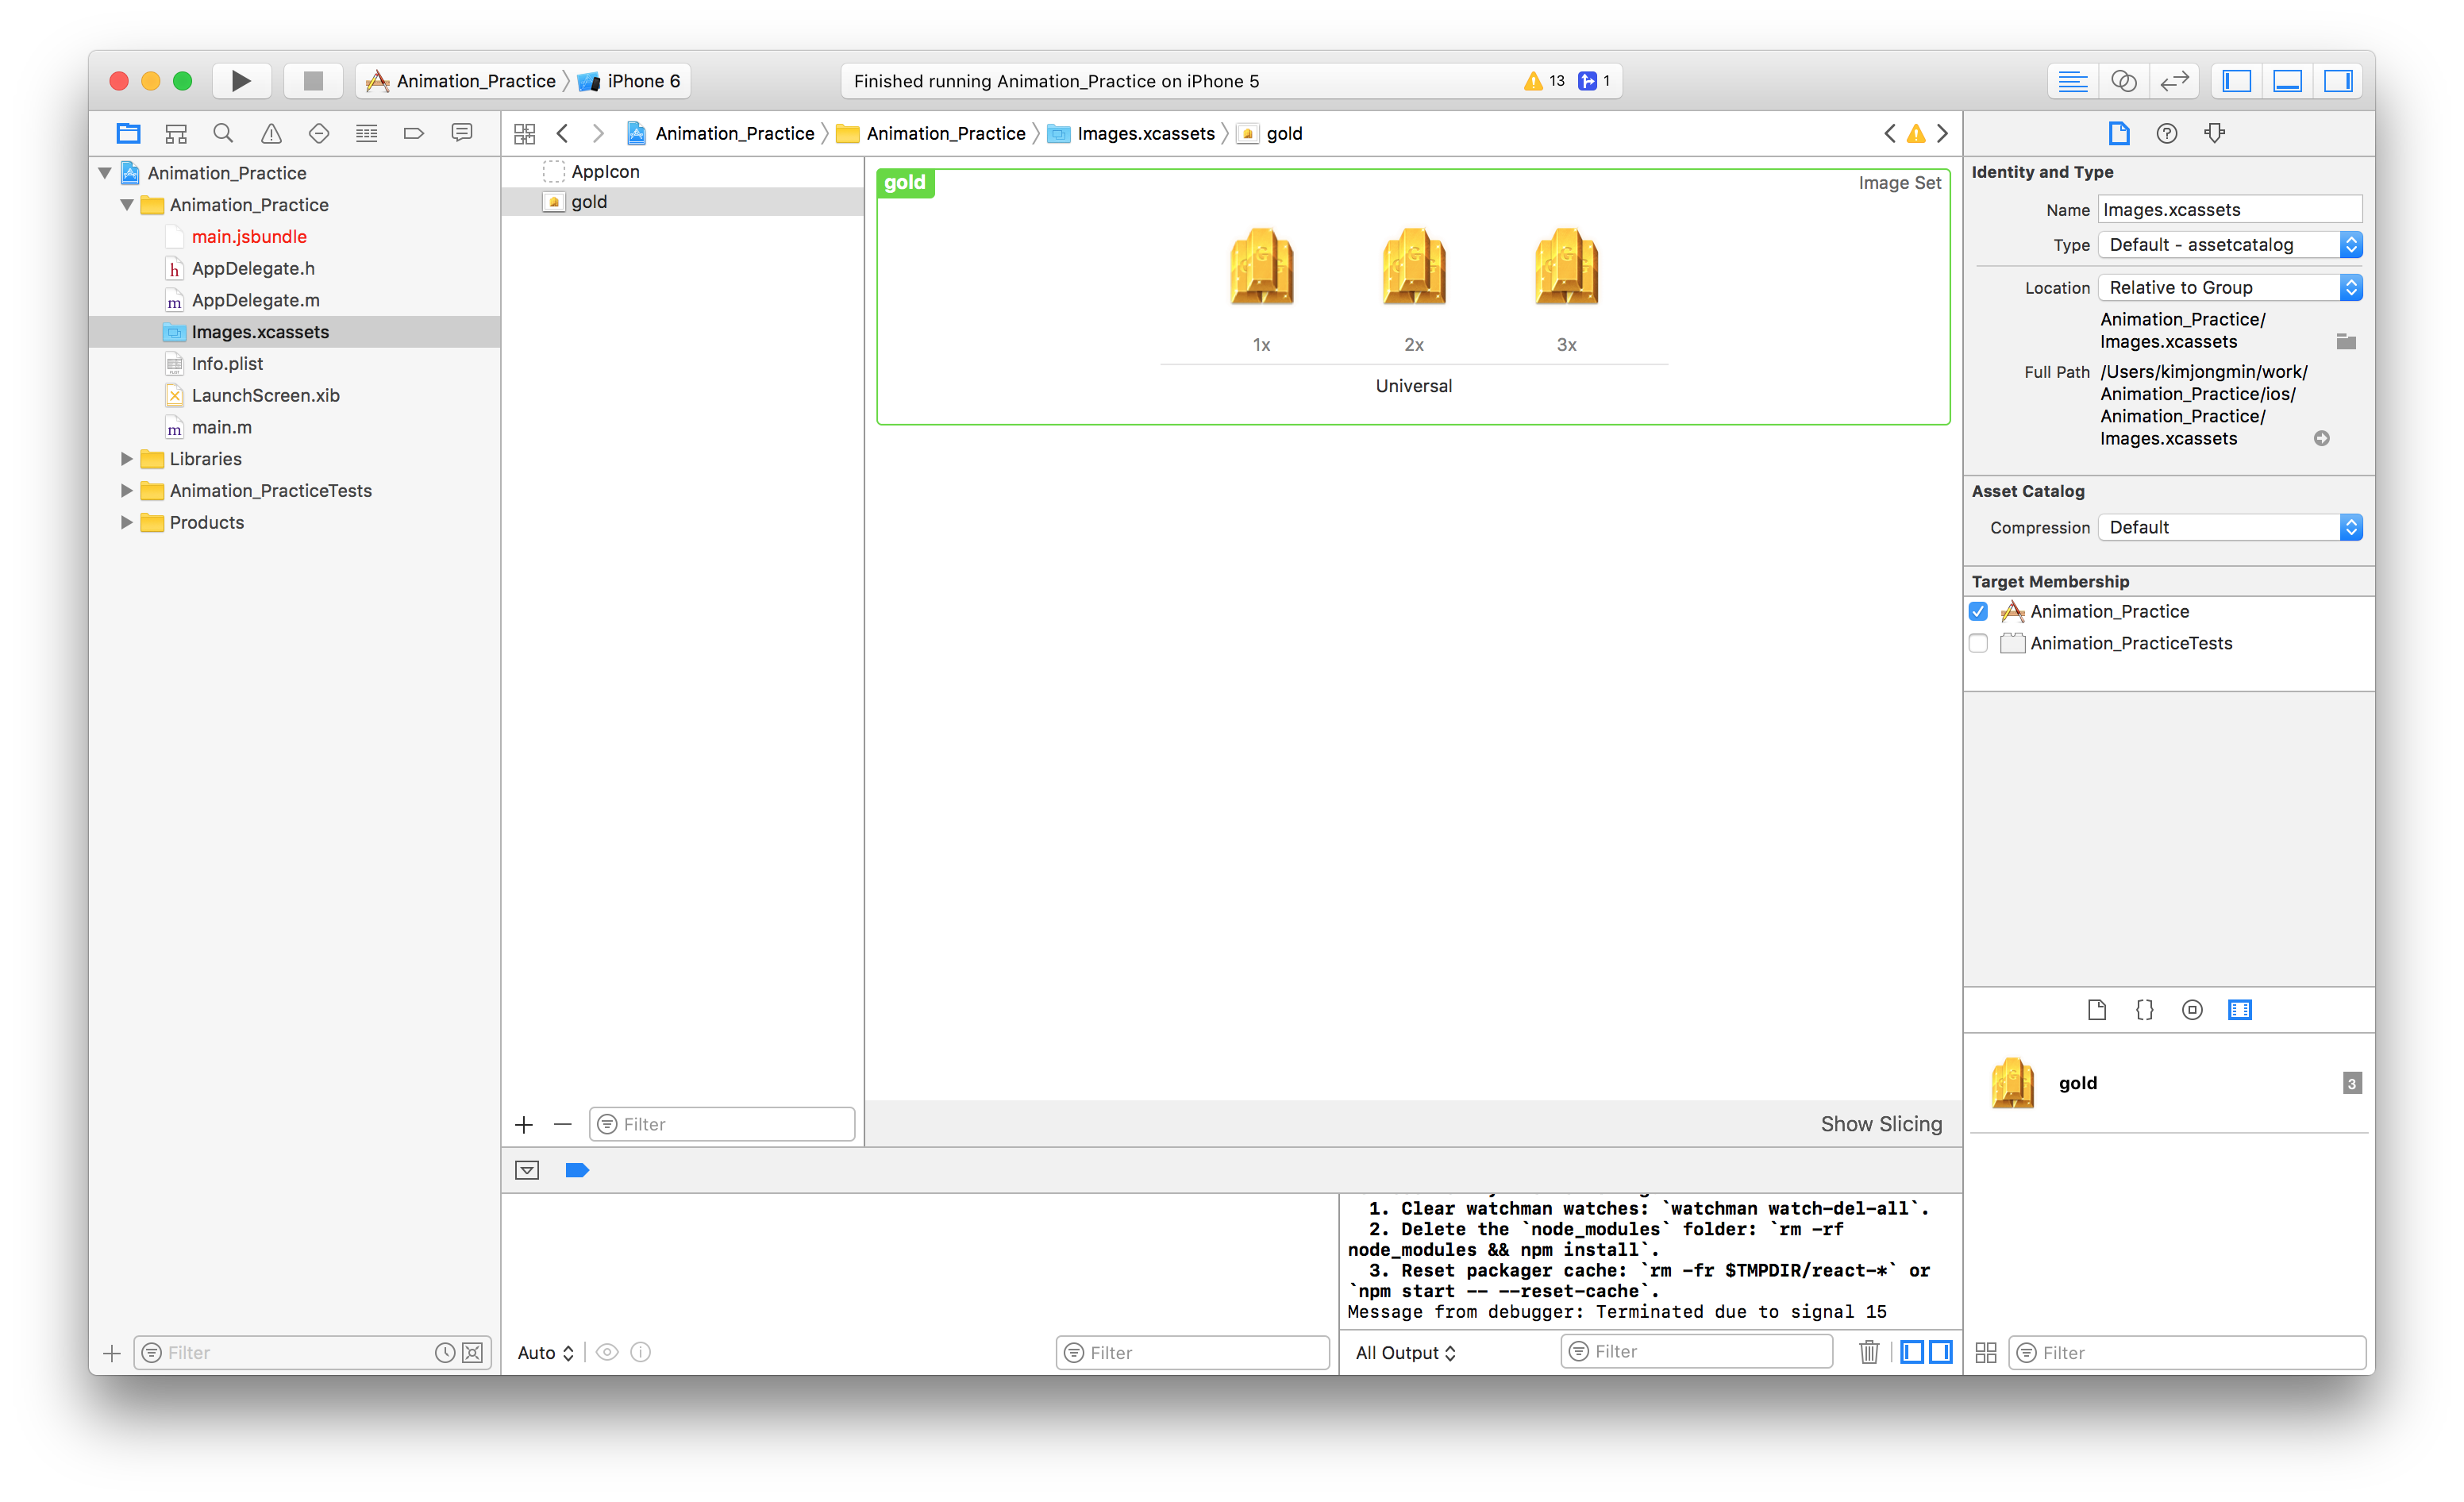 Animation_Practice
iPhone 6
Finished running Animation_Practice on iPhone 5
13
1
Animation_Practice
Animation_Practice
Images.xcassets
gold
Animation_Practice
Animation_Practice
main.jsbundle
h AppDelegate.h
m AppDelegate.m
Images.xcassets
Info.plist
LaunchScreen.xib
m main.m
Libraries
Animation_PracticeTests
Products
Filter
AppIcon
gold
Filter
gold
Image Set
1x
2x
3x
Universal
Show Slicing
Auto
Filter
1. Clear watchman watches: `watchman watch-del-all`.
2. Delete the `node_modules` folder: `rm -rf
node_modules && npm install`.
3. Reset packager cache: `rm -fr $TMPDIR/react-*` or
`npm start -- --reset-cache`.
Message from debugger: Terminated due to signal 15
All Output
Filter
Identity and Type
Name Images.xcassets
Type Default - assetcatalog
Location Relative to Group
Animation_Practice/
Images.xcassets
Full Path /Users/kimjongmin/work/
Animation_Practice/ios/
Animation_Practice/
Images.xcassets
Asset Catalog
Compression Default
Target Membership
Animation_Practice
Animation_PracticeTests
{}
gold
3
Filter